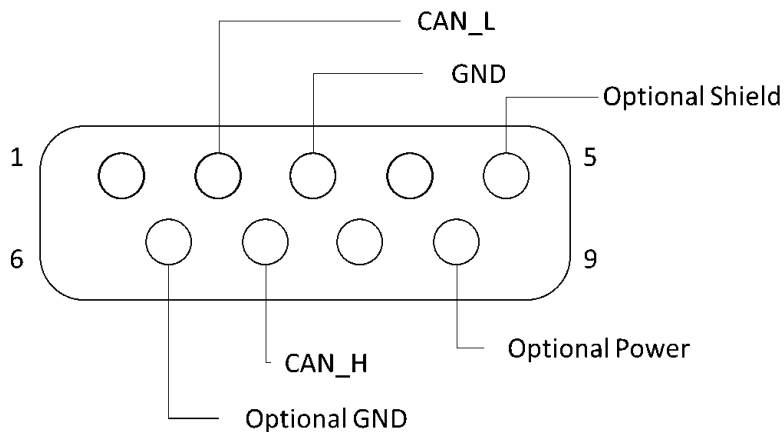 CAN_L
GND
Optional Shield
1
5
6
9
Optional Power
CAN_H
Optional GND